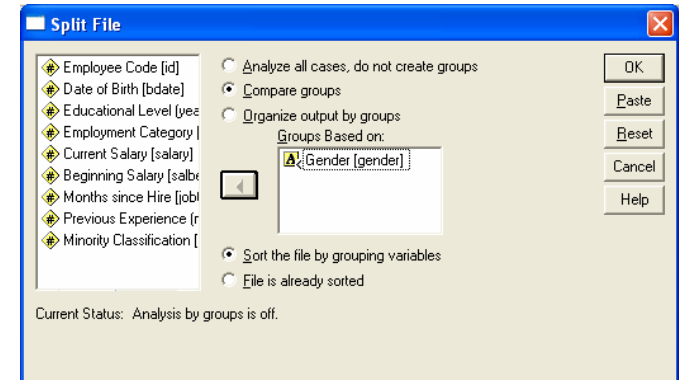 Split File
Employee Code [id]
Date of Birth [bdate]
Educational Level (yea
Employment Category [
Current Salary [salary]
Beginning Salary [salbe
Months since Hire [jobt
Previous Experience (r
Minority Classification [
Analyze all cases, do not create groups
Compare groups
Organize output by groups
Groups Based on:
Gender [gender]
Sort the file by grouping variables
File is already sorted
OK
Paste
Reset
Cancel
Help
Current Status: Analysis by groups is off.